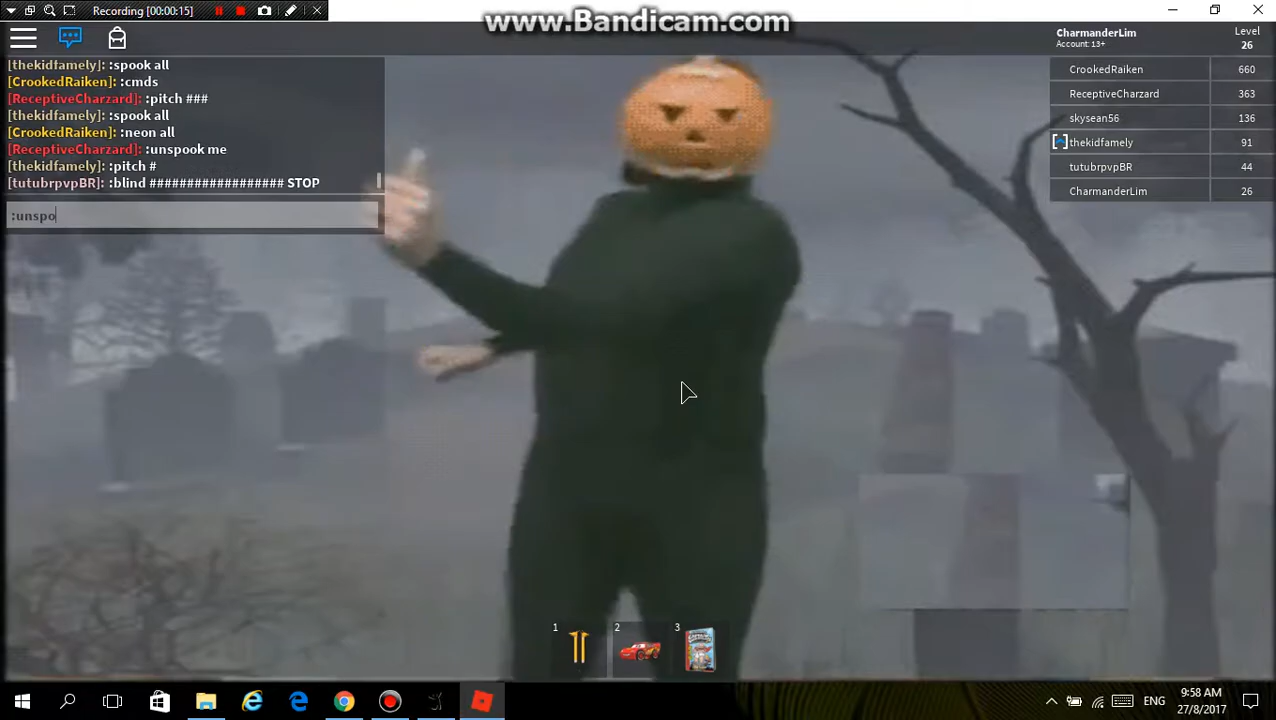 Recording [00:00:15]
www.Bandicam.com
CharmanderLim
Account: 13+
Level
26
[thekidfamely]: :spook all
[CrookedRaiken]: :cmds
[ReceptiveCharzard]: :pitch ###
[thekidfamely]: :spook all
[CrookedRaiken]: :neon all
[ReceptiveCharzard]: :unspook me
[thekidfamely]: :pitch #
[tutubrpvpBR]: :blind ################## STOP
:unspo
CrookedRaiken 660
ReceptiveCharzard 363
skysean56 136
thekidfamely 91
tutubrpvpBR 44
CharmanderLim 26
1 2 3
ENG
9:58 AM
27/8/2017